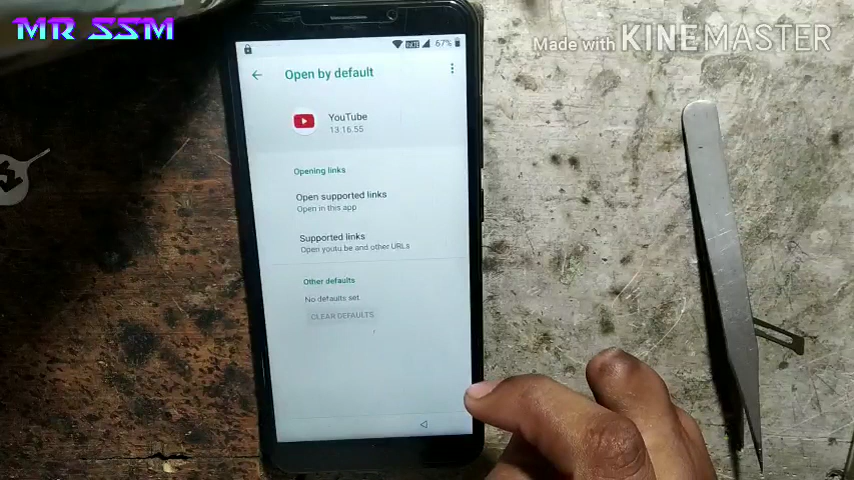 MR SSM
Made with KINEMASTER
67%
Open by default
YouTube
13.16.55
Opening links
Open supported links
Open in this app
Supported links
Open youtu.be and other URLs
Other defaults
No defaults set.
CLEAR DEFAULTS